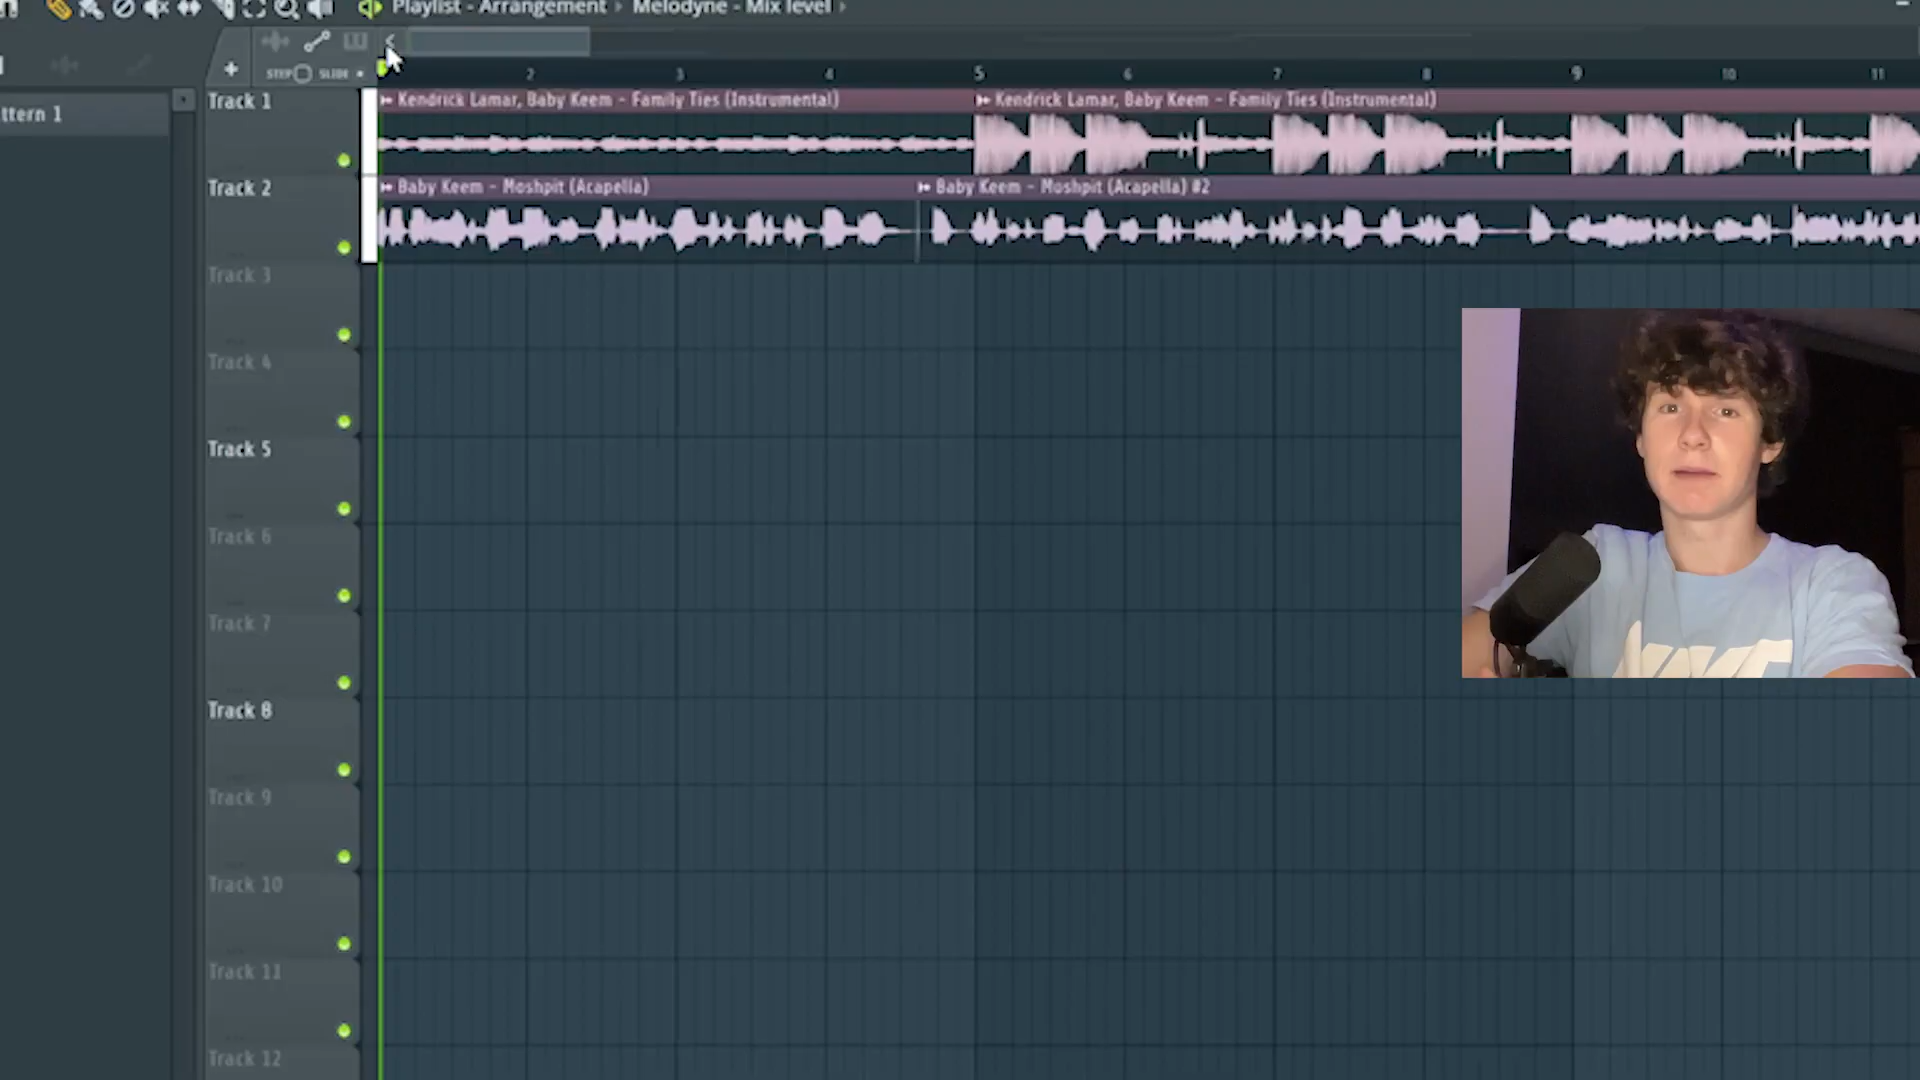 Playlist - Arrangement › Melodyne - Mix level ›
STEP SLIDE
2 3 4 5 6 7 8 9 10 11
ttern 1
Track 1
Kendrick Lamar, Baby Keem - Family Ties (Instrumental)
Kendrick Lamar, Baby Keem - Family Ties (Instrumental)
Track 2
Baby Keem - Moshpit (Acapella)
Baby Keem - Moshpit (Acapella) #2
Track 3
Track 4
Track 5
Track 6
Track 7
Track 8
Track 9
Track 10
Track 11
Track 12